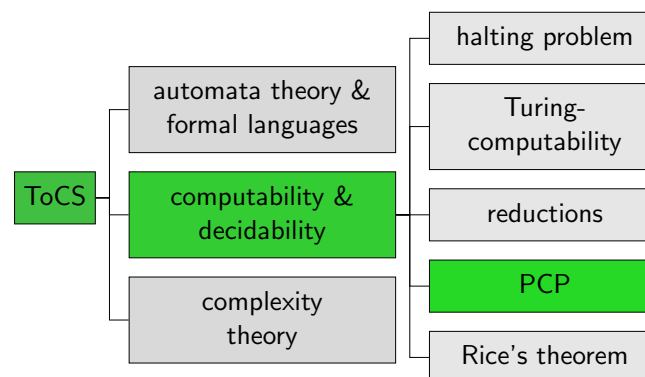 ToCS
automata theory &
formal languages
computability &
decidability
complexity
theory
halting problem
Turing-
computability
reductions
PCP
Rice's theorem